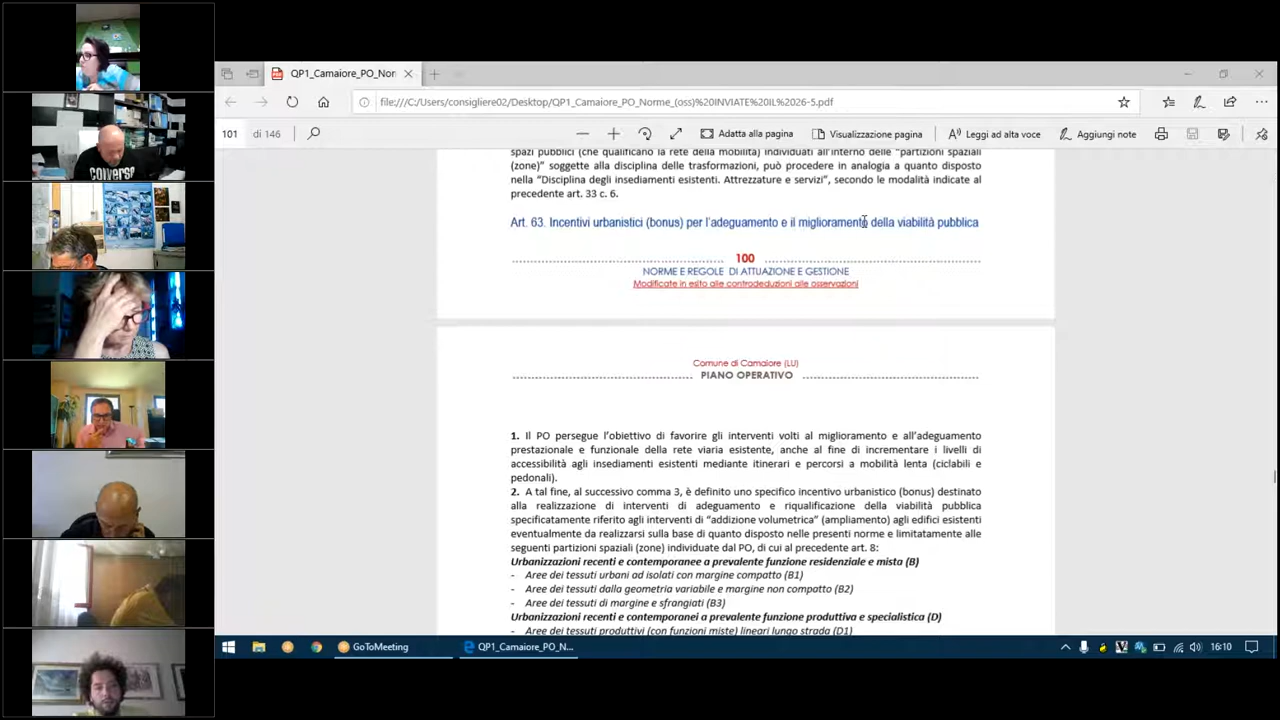 QP1_Camaiore_PO_Nor
file:///C:/Users/consigliere02/Desktop/QP1_Camaiore_PO_Norme_(oss)%20INVIATE%20IL%2026-5.pdf
101 di 146
Adatta alla pagina
Visualizzazione pagina
Leggi ad alta voce
Aggiungi note
spazi pubblici (che qualificano la rete della mobilità) individuati all'interno delle "partizioni spaziali
(zone)" soggette alla disciplina delle trasformazioni, può procedere in analogia a quanto disposto
nella "Disciplina degli insediamenti esistenti. Attrezzature e servizi", secondo le modalità indicate al
precedente art. 33 c. 6.
Art. 63. Incentivi urbanistici (bonus) per l'adeguamento e il miglioramento della viabilità pubblica
100
NORME E REGOLE DI ATTUAZIONE E GESTIONE
Modificate in esito alle controdeduzioni alle osservazioni
Comune di Camaiore (LU)
PIANO OPERATIVO
1. Il PO persegue l'obiettivo di favorire gli interventi volti al miglioramento e all'adeguamento
prestazionale e funzionale della rete viaria esistente, anche al fine di incrementare i livelli di
accessibilità agli insediamenti esistenti mediante itinerari e percorsi a mobilità lenta (ciclabili e
pedonali).
2. A tal fine, al successivo comma 3, è definito uno specifico incentivo urbanistico (bonus) destinato
alla realizzazione di interventi di adeguamento e riqualificazione della viabilità pubblica
specificatamente riferito agli interventi di "addizione volumetrica" (ampliamento) agli edifici esistenti
eventualmente da realizzarsi sulla base di quanto disposto nelle presenti norme e limitatamente alle
seguenti partizioni spaziali (zone) individuate dal PO, di cui al precedente art. 8:
Urbanizzazioni recenti e contemporanee a prevalente funzione residenziale e mista (B)
- Aree dei tessuti urbani ad isolati con margine compatto (B1)
- Aree dei tessuti dalla geometria variabile e margine non compatto (B2)
- Aree dei tessuti di margine e sfrangiati (B3)
Urbanizzazioni recenti e contemporanei a prevalente funzione produttiva e specialistica (D)
- Aree dei tessuti produttivi (con funzioni miste) lineari lungo strada (D1)
GoToMeeting
QP1_Camaiore_PO_N...
16:10
CONVERSE